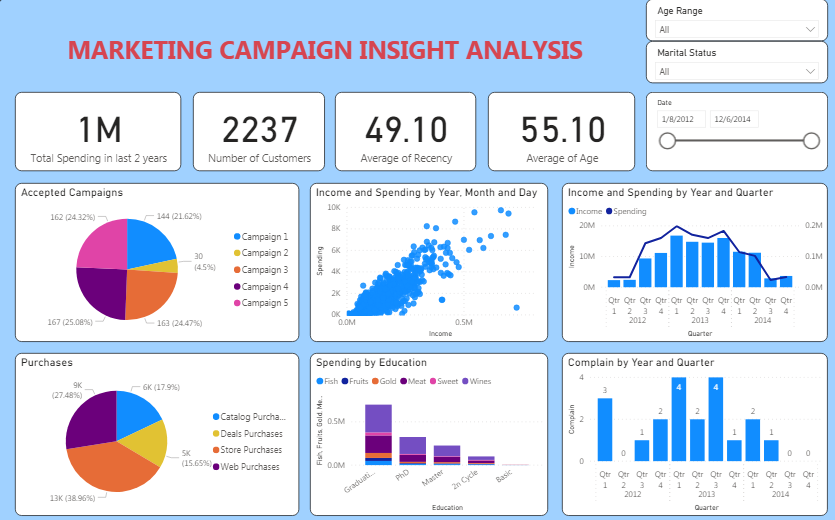 MARKETING CAMPAIGN INSIGHT ANALYSIS
Age Range
All
Marital Status
All
1M
Total Spending in last 2 years
2237
Number of Customers
49.10
Average of Recency
55.10
Average of Age
Date
1/8/2012 12/6/2014
Accepted Campaigns
162 (24.32%)
144 (21.62%)
30
(4.5%)
167 (25.08%)
163 (24.47%)
Campaign 1
Campaign 2
Campaign 3
Campaign 4
Campaign 5
Income and Spending by Year, Month and Day
Spending
10K
8K
6K
4K
2K
0K
0.0M 0.5M
Income
Income and Spending by Year and Quarter
Income Spending
Income
20M
10M
0M
0.2M
0.1M
0.0M
Qtr Qtr Qtr Qtr Qtr Qtr Qtr Qtr Qtr Qtr Qtr Qtr
1 2 3 4 1 2 3 4 1 2 3 4
2012 2013 2014
Quarter
Purchases
9K
(27.48%)
6K (17.9%)
5K
(15.65%)
13K (38.96%)
Catalog Purcha...
Deals Purchases
Store Purchases
Web Purchases
Spending by Education
Fish Fruits Gold Meat Sweet Wines
Fish, Fruits, Gold, Me...
0.5M
0.0M
Graduati...
PhD
Master
2n Cycle
Basic
Education
Complain by Year and Quarter
Complain
4
2
0
3 0 1 2 4 2 4 1 2 1 0 0
Qtr Qtr Qtr Qtr Qtr Qtr Qtr Qtr Qtr Qtr Qtr Qtr
1 2 3 4 1 2 3 4 1 2 3 4
2012 2013 2014
Quarter